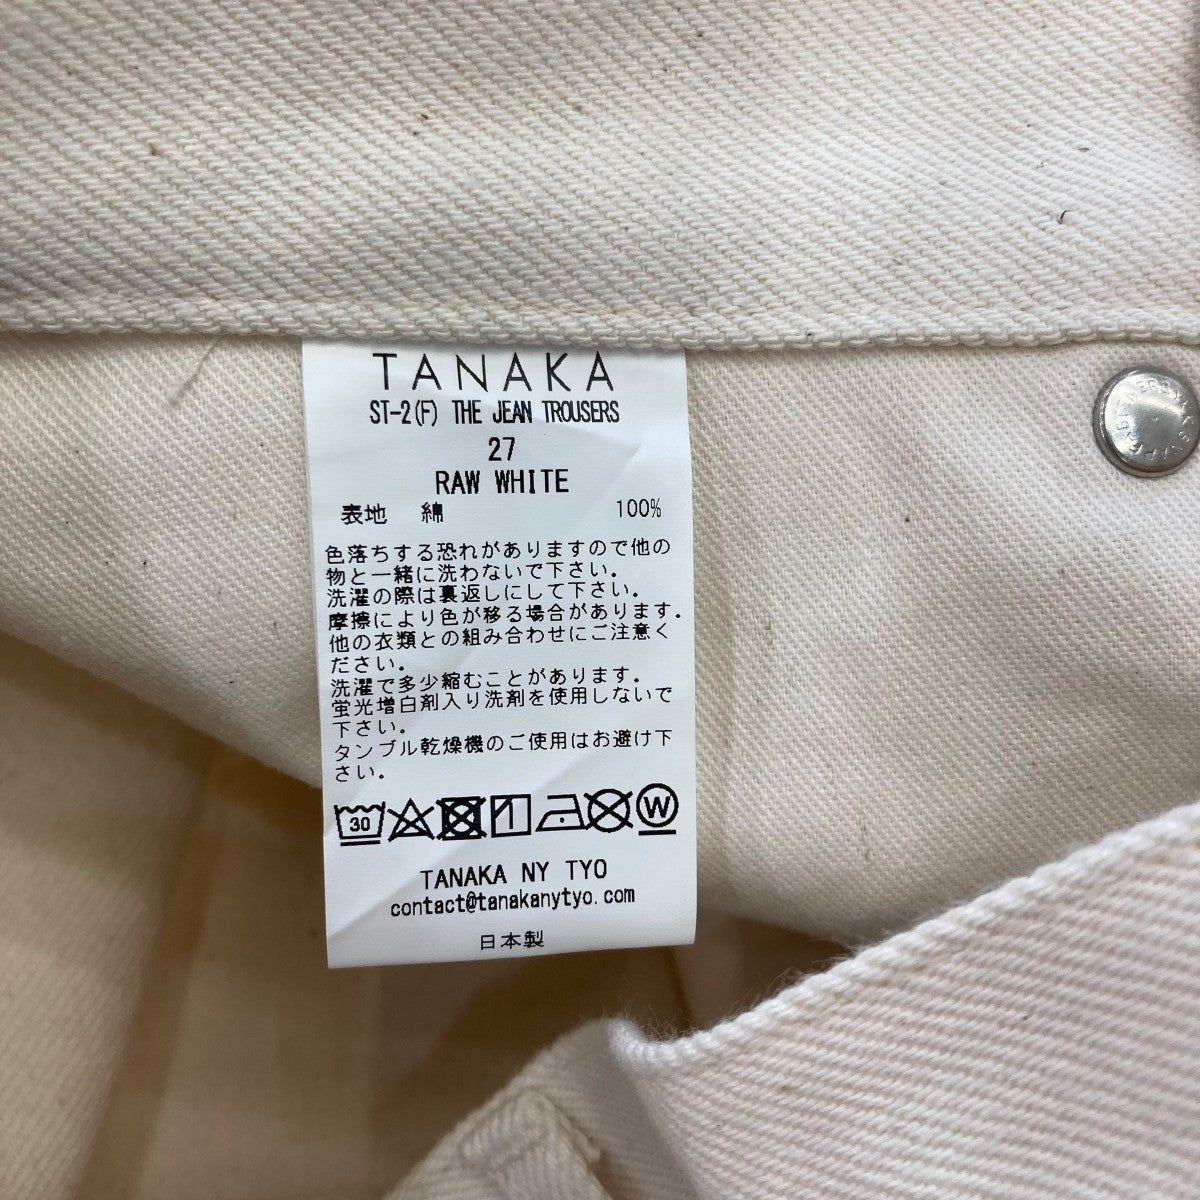 TANAKA
ST-2(F) THE JEAN TROUSERS
27
RAW WHITE
表地 綿 100%
色落ちする恐れがありますので他の
物と一緒に洗わないで下さい。
洗濯の際は裏返しにして下さい。
摩擦により色が移る場合があります。
他の衣類との組み合わせにご注意く
ださい。
洗濯で多少縮むことがあります。
蛍光増白剤入り洗剤を使用しないで
下さい。
タンブル乾燥機のご使用はお避け下
さい。
30 W
TANAKA NY TYO
contact@tanakanytyo.com
日本製